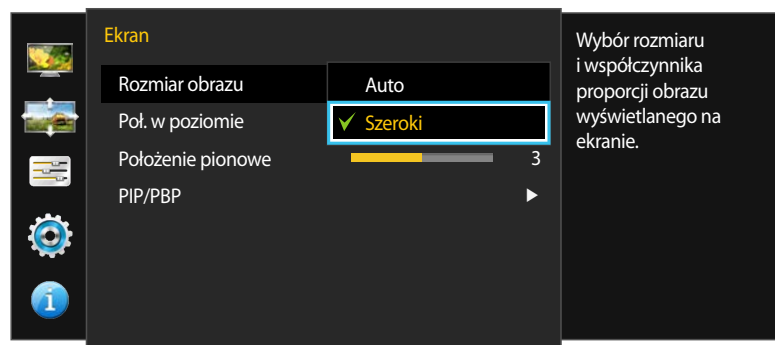 Ekran
Rozmiar obrazu
Auto
Poł. w poziomie
Szeroki
Położenie pionowe
3
PIP/PBP
Wybór rozmiaru
i współczynnika
proporcji obrazu
wyświetlanego na
ekranie.